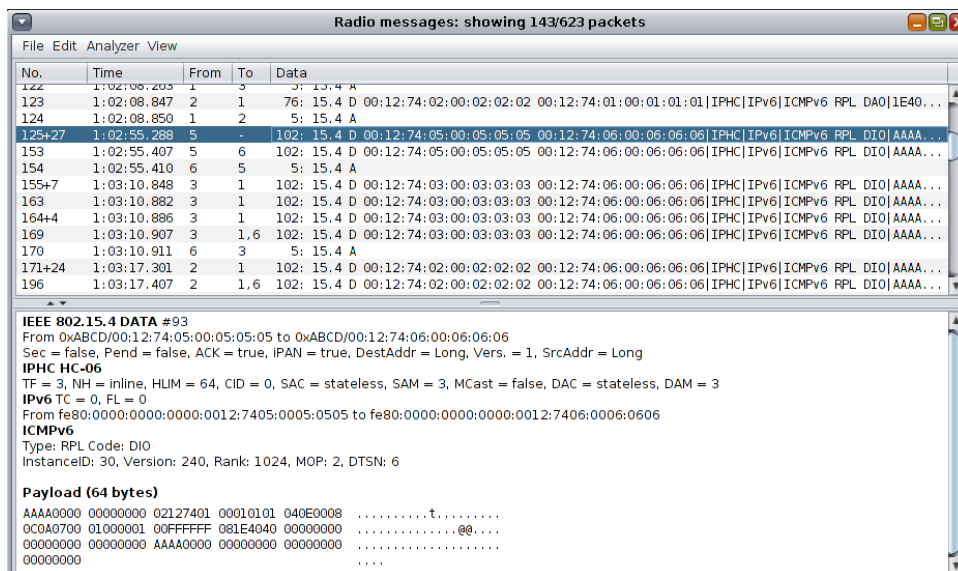 Radio messages: showing 143/623 packets
File Edit Analyzer View
No. Time From To Data
122 1:02:08.263 1 3 5: 15.4 A
123 1:02:08.847 2 1 76: 15.4 D 00:12:74:02:00:02:02:02 00:12:74:01:00:01:01:01|IPHC|IPv6|ICMPv6 RPL DAO|1E40...
124 1:02:08.850 1 2 5: 15.4 A
125+27 1:02:55.288 5 - 102: 15.4 D 00:12:74:05:00:05:05:05 00:12:74:06:00:06:06:06|IPHC|IPv6|ICMPv6 RPL DIO|AAAA...
153 1:02:55.407 5 6 102: 15.4 D 00:12:74:05:00:05:05:05 00:12:74:06:00:06:06:06|IPHC|IPv6|ICMPv6 RPL DIO|AAAA...
154 1:02:55.410 6 5 5: 15.4 A
155+7 1:03:10.848 3 1 102: 15.4 D 00:12:74:03:00:03:03:03 00:12:74:06:00:06:06:06|IPHC|IPv6|ICMPv6 RPL DIO|AAAA...
163 1:03:10.882 3 1 102: 15.4 D 00:12:74:03:00:03:03:03 00:12:74:06:00:06:06:06|IPHC|IPv6|ICMPv6 RPL DIO|AAAA...
164+4 1:03:10.886 3 1 102: 15.4 D 00:12:74:03:00:03:03:03 00:12:74:06:00:06:06:06|IPHC|IPv6|ICMPv6 RPL DIO|AAAA...
169 1:03:10.907 3 1,6 102: 15.4 D 00:12:74:03:00:03:03:03 00:12:74:06:00:06:06:06|IPHC|IPv6|ICMPv6 RPL DIO|AAAA...
170 1:03:10.911 6 3 5: 15.4 A
171+24 1:03:17.301 2 1 102: 15.4 D 00:12:74:02:00:02:02:02 00:12:74:06:00:06:06:06|IPHC|IPv6|ICMPv6 RPL DIO|AAAA...
196 1:03:17.407 2 1,6 102: 15.4 D 00:12:74:02:00:02:02:02 00:12:74:06:00:06:06:06|IPHC|IPv6|ICMPv6 RPL DIO|AAAA...
IEEE 802.15.4 DATA #93
From 0xABCD/00:12:74:05:00:05:05:05 to 0xABCD/00:12:74:06:00:06:06:06
Sec = false, Pend = false, ACK = true, iPAN = true, DestAddr = Long, Vers. = 1, SrcAddr = Long
IPHC HC-06
TF = 3, NH = inline, HLIM = 64, CID = 0, SAC = stateless, SAM = 3, MCast = false, DAC = stateless, DAM = 3
IPv6 TC = 0, FL = 0
From fe80:0000:0000:0000:0012:7405:0005:0505 to fe80:0000:0000:0000:0012:7406:0006:0606
ICMPv6
Type: RPL Code: DIO
InstanceID: 30, Version: 240, Rank: 1024, MOP: 2, DTSN: 6
Payload (64 bytes)
AAAA0000 00000000 02127401 00010101 040E0008 ..........t.........
0C0A0700 01000001 00FFFFFF 081E4040 00000000 ..............@@....
00000000 00000000 AAAA0000 00000000 00000000 ....................
00000000 ....